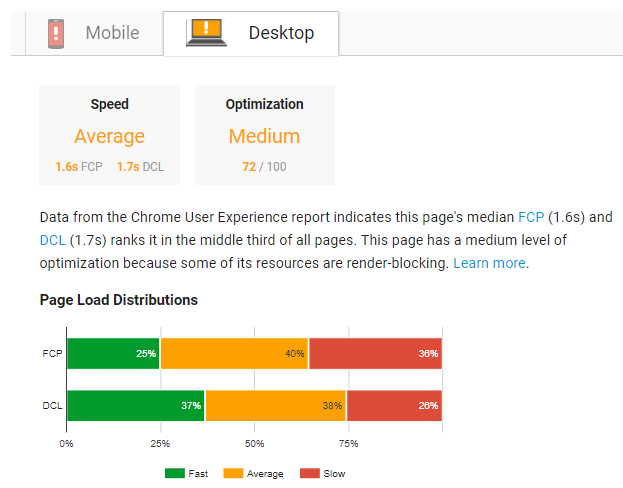 Mobile
Desktop
Speed
Average
1.6s FCP 1.7s DCL
Optimization
Medium
72 / 100
Data from the Chrome User Experience report indicates this page's median FCP (1.6s) and
DCL (1.7s) ranks it in the middle third of all pages. This page has a medium level of
optimization because some of its resources are render-blocking. Learn more.
Page Load Distributions
FCP 25% 40% 36%
DCL 37% 38% 26%
0% 25% 50% 75%
Fast Average Slow